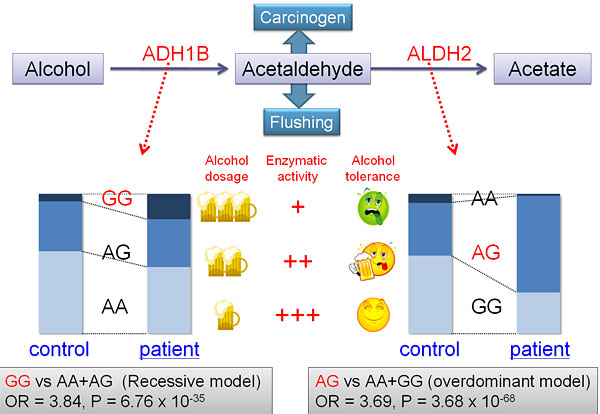 Carcinogen
ADH1B
ALDH2
Alcohol
Acetaldehyde
Acetate
Flushing
Alcohol dosage
Enzymatic activity
Alcohol tolerance
GG
+
AA
AG
++
AG
AA
+++
GG
control
patient
control
patient
GG vs AA+AG (Recessive model)
OR = 3.84, P = 6.76 x 10⁻³⁵
AG vs AA+GG (overdominant model)
OR = 3.69, P = 3.68 x 10⁻⁶⁸